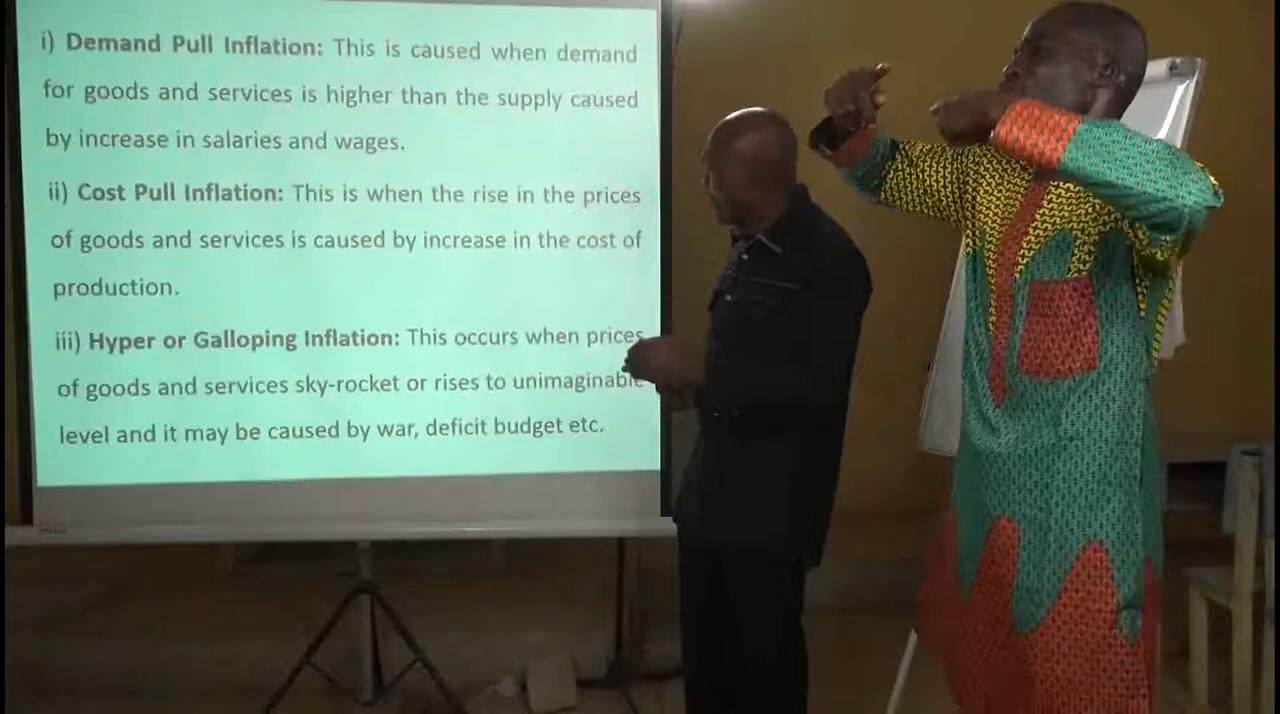 i) Demand Pull Inflation: This is caused when demand
for goods and services is higher than the supply caused
by increase in salaries and wages.
ii) Cost Pull Inflation: This is when the rise in the prices
of goods and services is caused by increase in the cost of
production.
iii) Hyper or Galloping Inflation: This occurs when prices
of goods and services sky-rocket or rises to unimaginable
level and it may be caused by war, deficit budget etc.